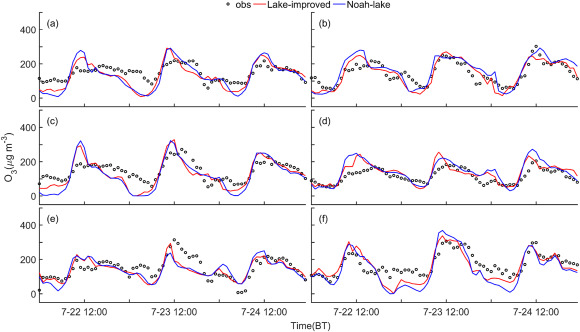 obs Lake-improved Noah-lake
(a) (b)
400
200
0
(c) (d)
400
200
0
O3(μg m-3)
(e) (f)
400
200
0
7-22 12:00 7-23 12:00 7-24 12:00 7-22 12:00 7-23 12:00 7-24 12:00
Time(BT)